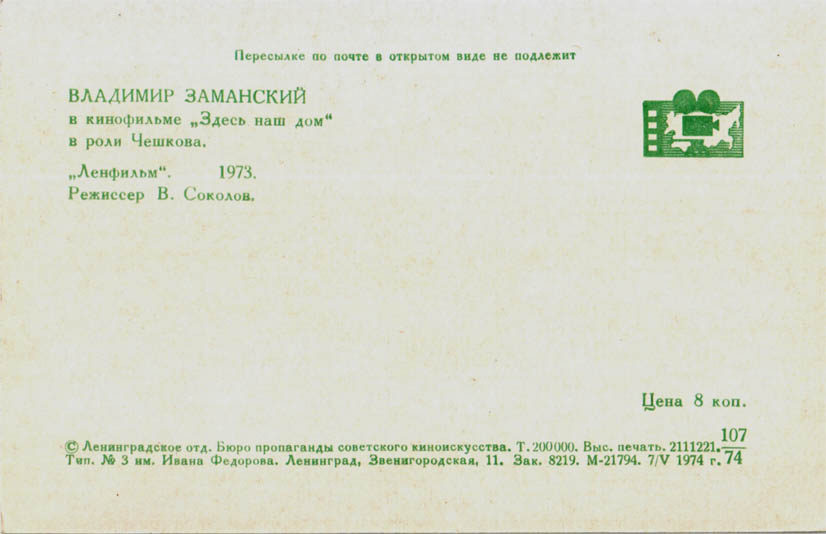 Пересылке по почте в открытом виде не подлежит
ВЛАДИМИР ЗАМАНСКИЙ
в кинофильме „Здесь наш дом“
в роли Чешкова.
„Ленфильм“. 1973.
Режиссер В. Соколов.
Цена 8 коп.
© Ленинградское отд. Бюро пропаганды советского киноискусства. Т. 200000. Выс. печать. 2111221. 107/74
Тип. № 3 им. Ивана Федорова. Ленинград, Звенигородская, 11. Зак. 8219. М-21794. 7/V 1974 г.